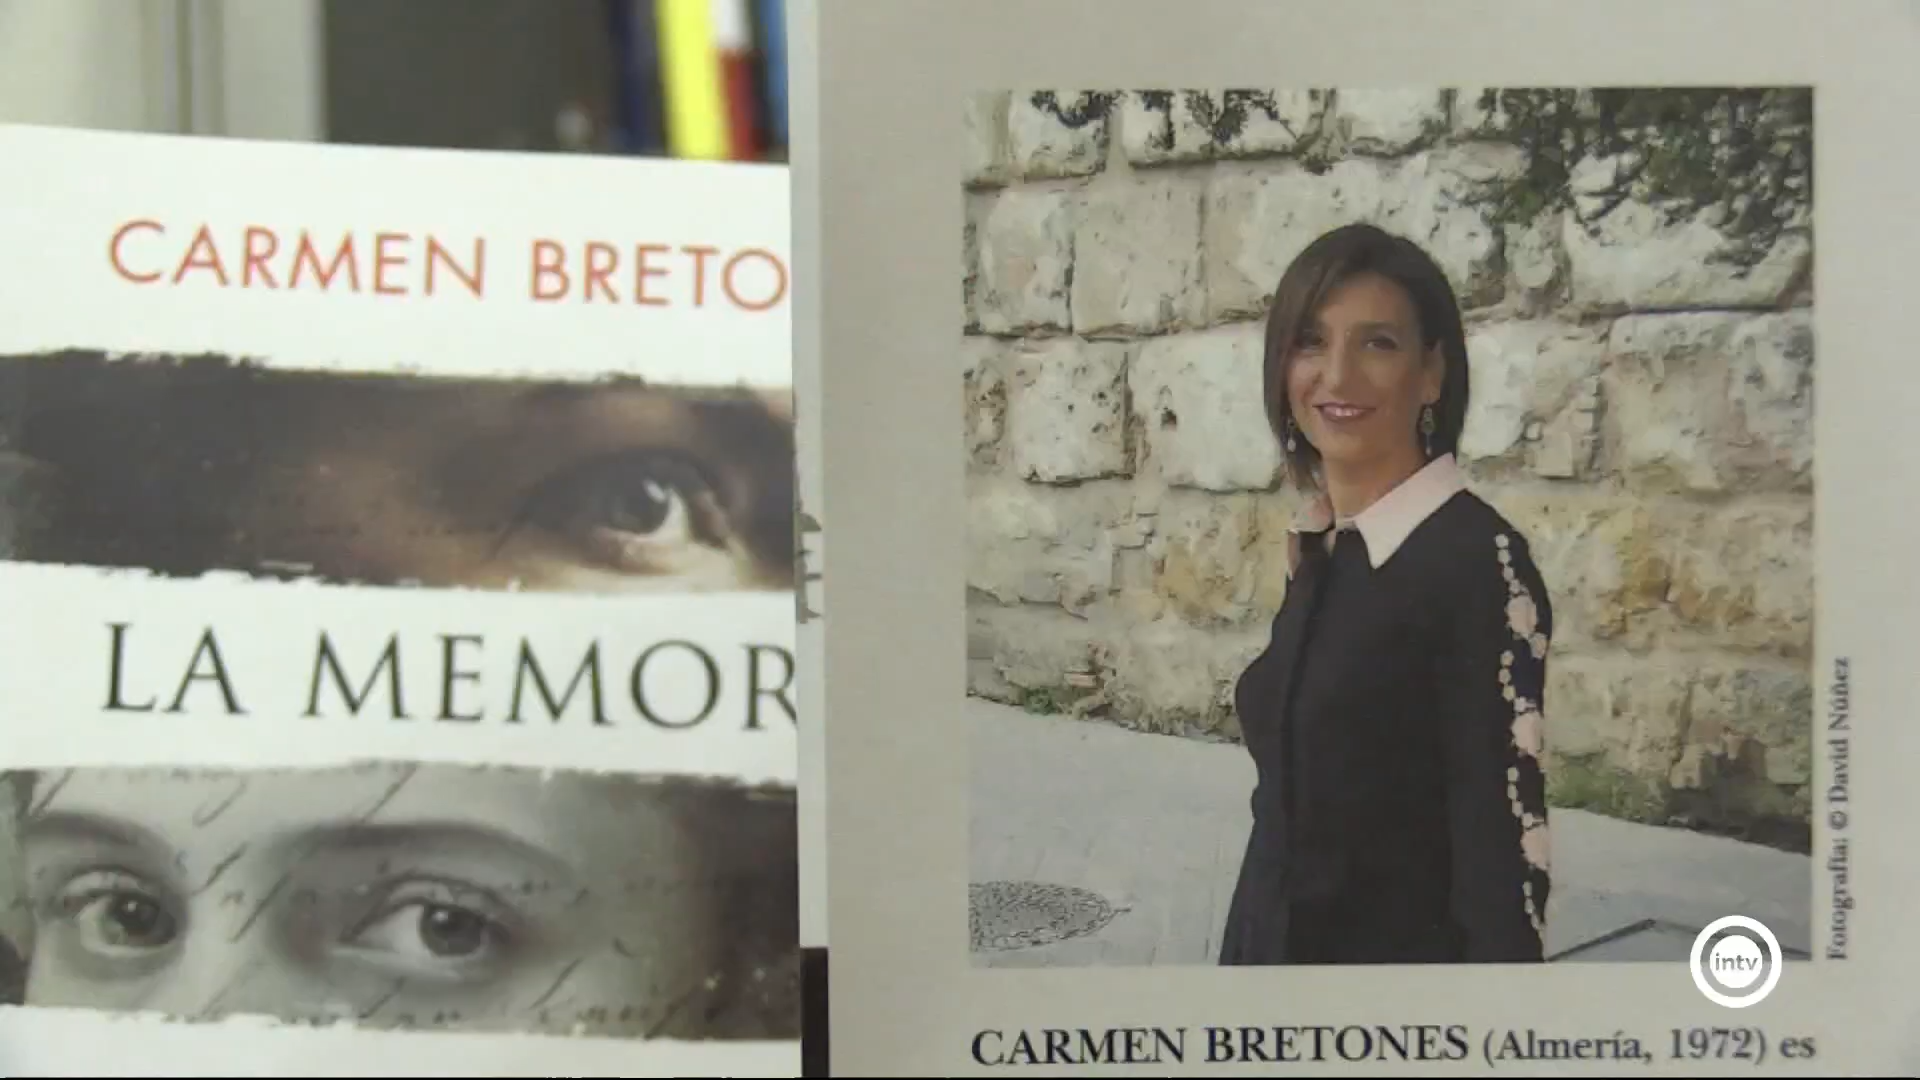 CARMEN BRETO
LA MEMOR
Fotografía: © David Núñez
intv
CARMEN BRETONES (Almería, 1972) es